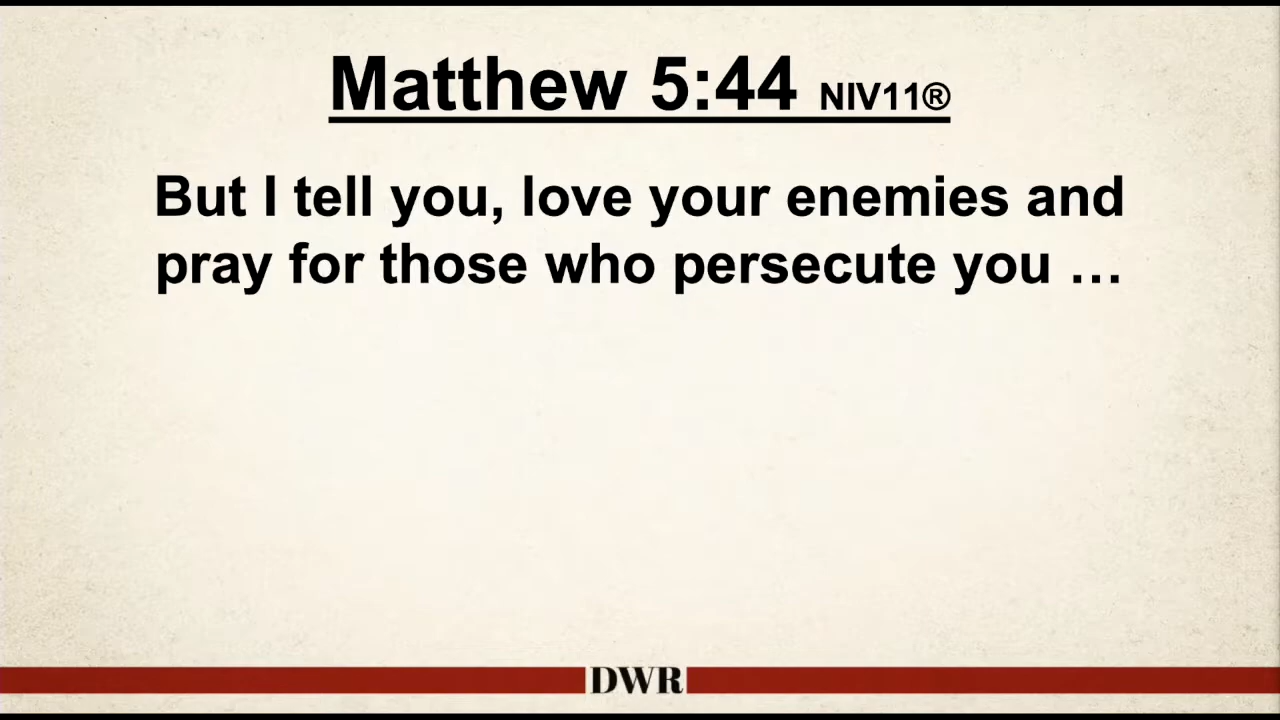 Matthew 5:44 NIV11®
But I tell you, love your enemies and
pray for those who persecute you …
DWR